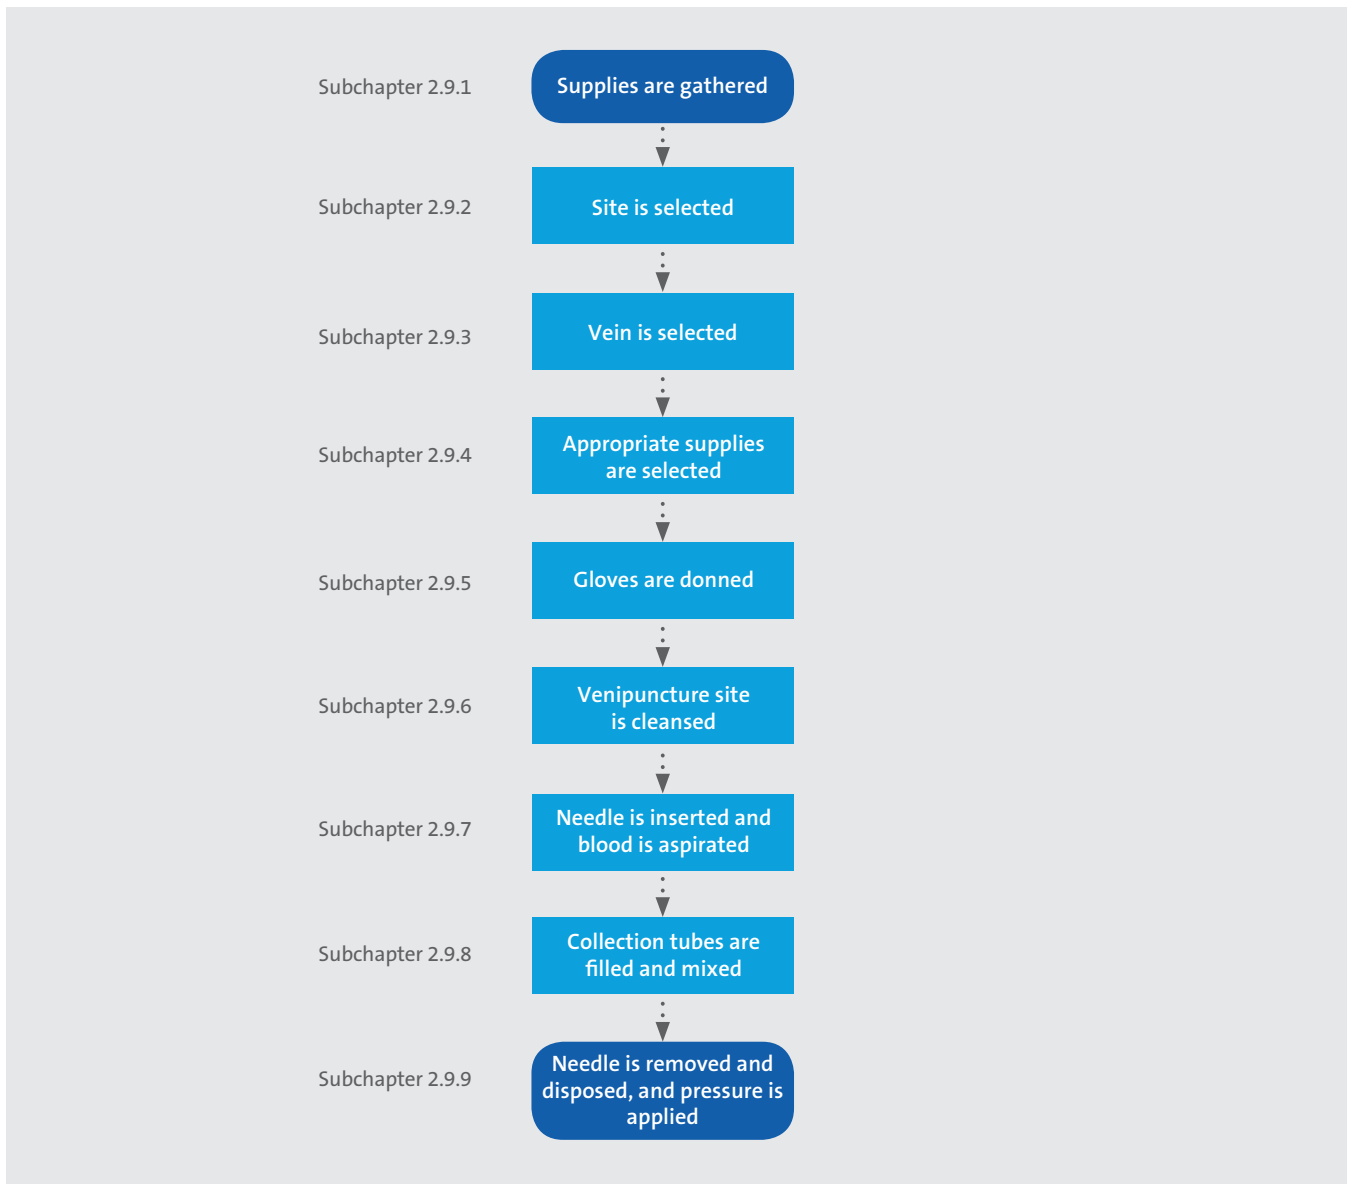 Subchapter 2.9.1
Supplies are gathered
Subchapter 2.9.2
Site is selected
Subchapter 2.9.3
Vein is selected
Subchapter 2.9.4
Appropriate supplies
are selected
Subchapter 2.9.5
Gloves are donned
Subchapter 2.9.6
Venipuncture site
is cleansed
Subchapter 2.9.7
Needle is inserted and
blood is aspirated
Subchapter 2.9.8
Collection tubes are
filled and mixed
Subchapter 2.9.9
Needle is removed and
disposed, and pressure is
applied